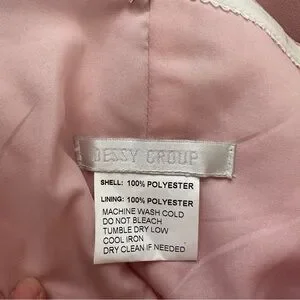 DESSY GROUP
SHELL: 100% POLYESTER
LINING: 100% POLYESTER
MACHINE WASH COLD
DO NOT BLEACH
TUMBLE DRY LOW
COOL IRON
DRY CLEAN IF NEEDED